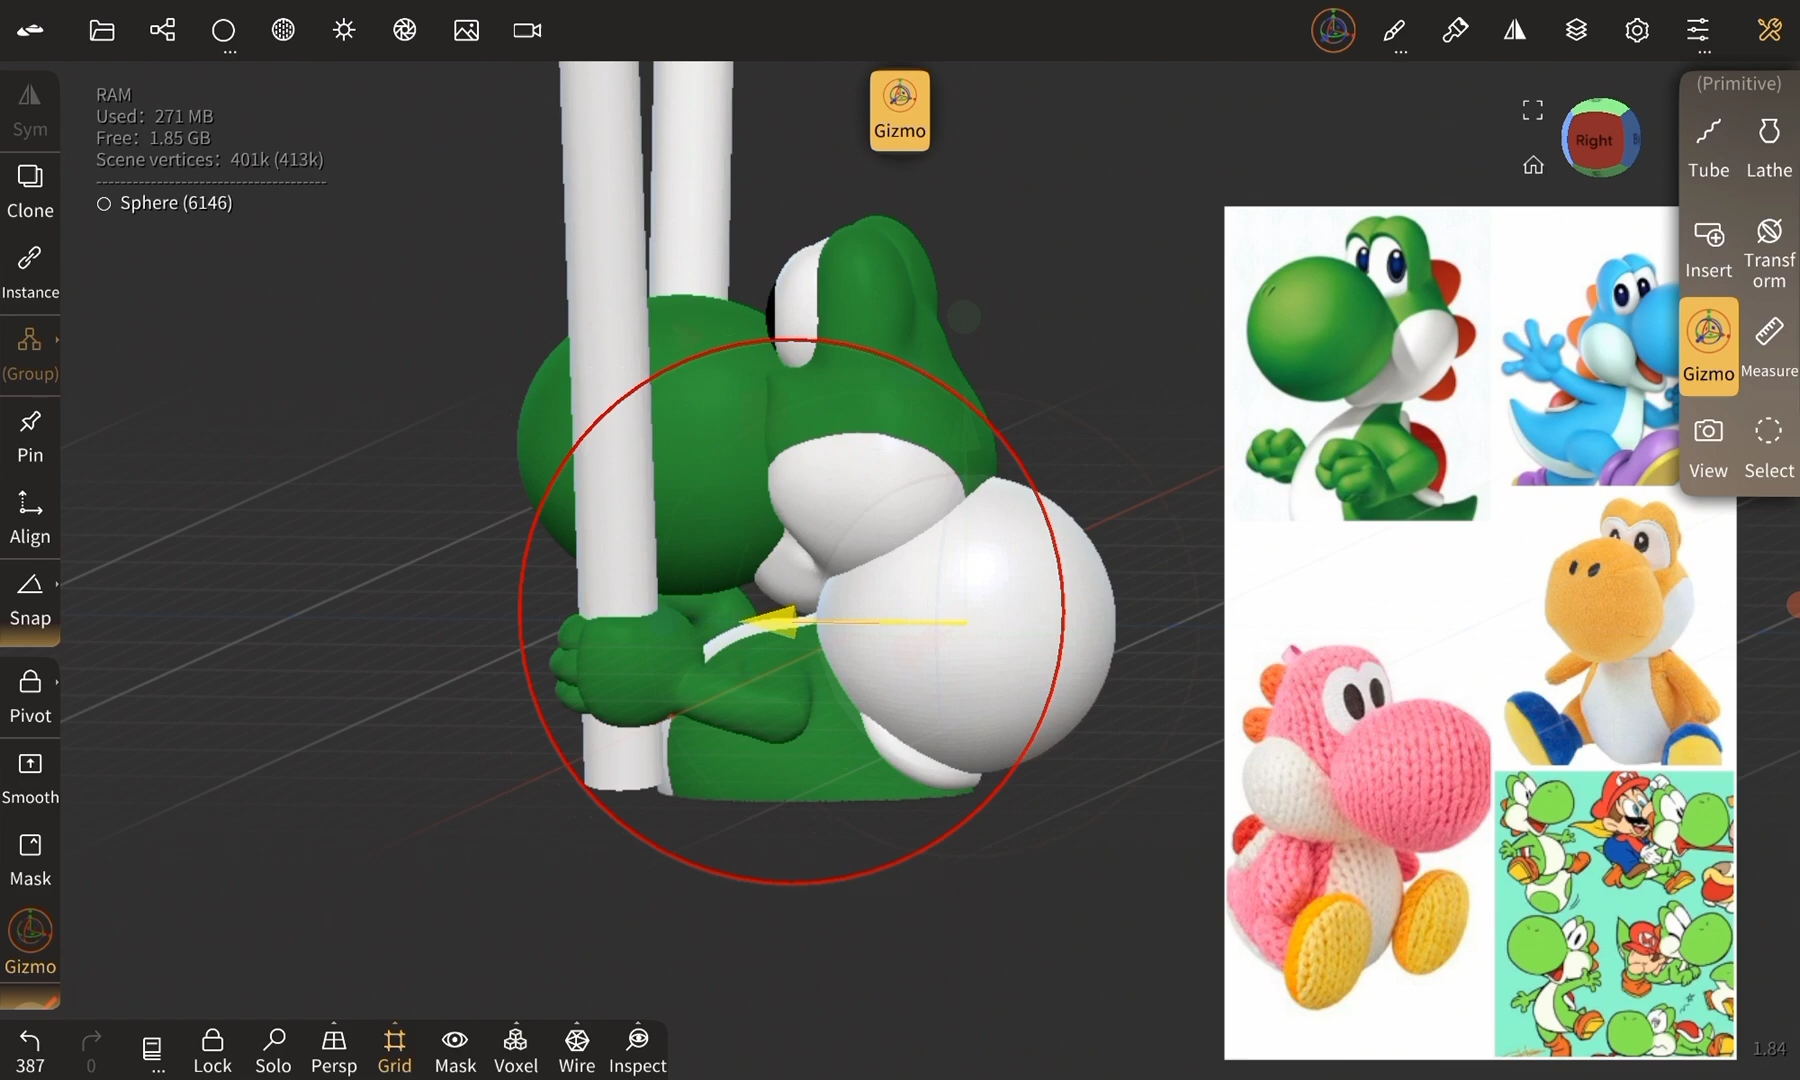 Sym
Clone
Instance
(Group)
Pin
Align
Snap
Pivot
Smooth
Mask
Gizmo
RAM
Used: 271 MB
Free: 1.85 GB
Scene vertices: 401k (413k)
Sphere (6146)
Gizmo
Right
(Primitive)
Tube
Lathe
Insert
Transf
orm
Gizmo
Measure
View
Select
387
0
...
Lock
Solo
Persp
Grid
Mask
Voxel
Wire
Inspect
1.84